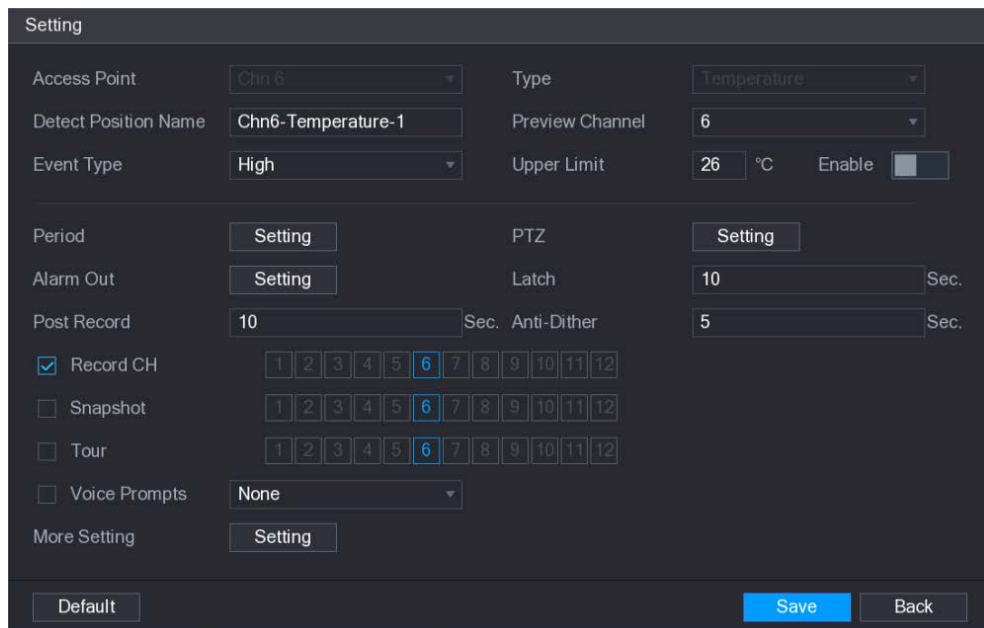 Setting
Access Point Chn 6 Type Temperature
Detect Position Name Chn6-Temperature-1 Preview Channel 6
Event Type High Upper Limit 26 °C Enable
Period Setting PTZ Setting
Alarm Out Setting Latch 10 Sec.
Post Record 10 Sec. Anti-Dither 5 Sec.
Record CH 1 2 3 4 5 6 7 8 9 10 11 12
Snapshot 1 2 3 4 5 6 7 8 9 10 11 12
Tour 1 2 3 4 5 6 7 8 9 10 11 12
Voice Prompts None
More Setting Setting
Default Save Back